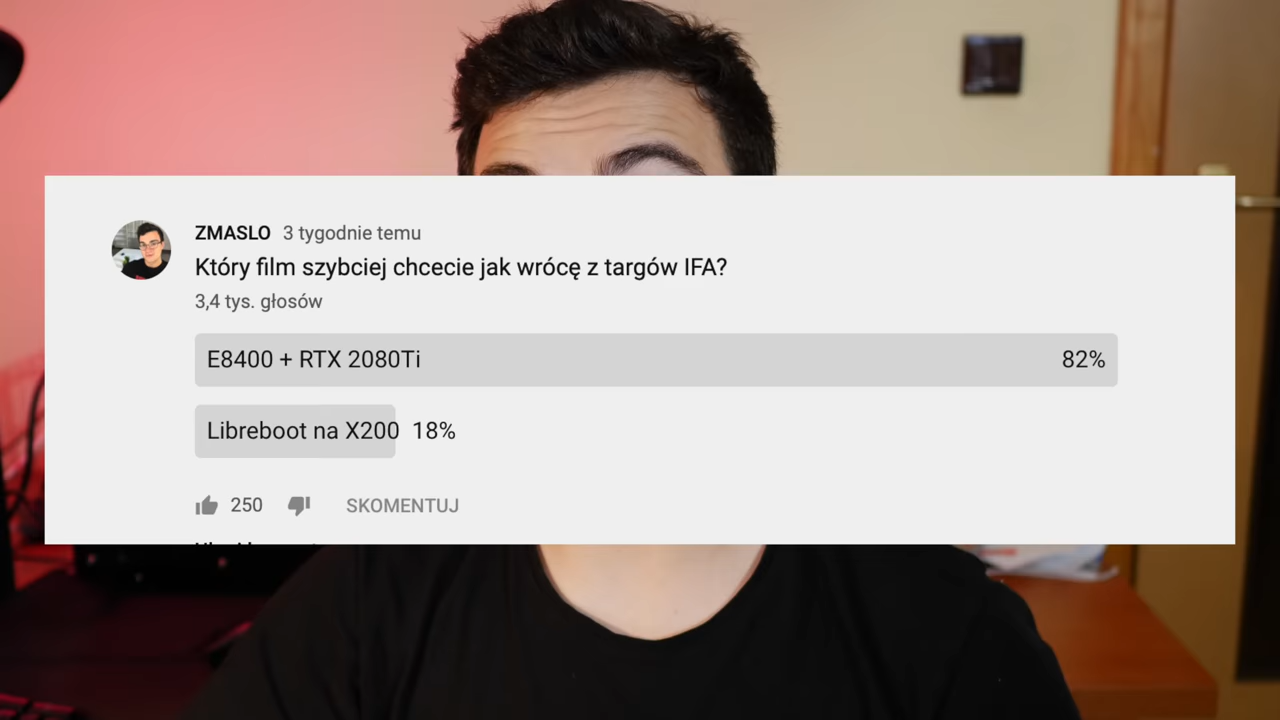 ZMASLO 3 tygodnie temu
Który film szybciej chcecie jak wrócę z targów IFA?
3,4 tys. głosów
E8400 + RTX 2080Ti 82%
Libreboot na X200 18%
250 SKOMENTUJ